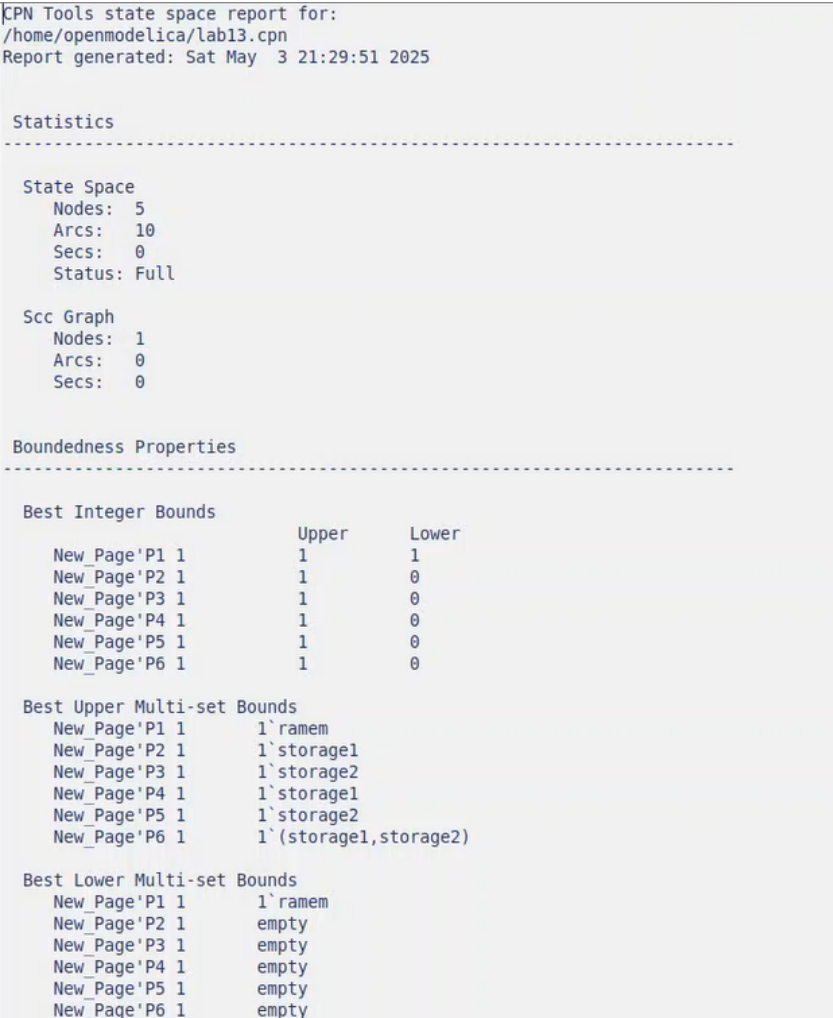 CPN Tools state space report for:
/home/openmodelica/lab13.cpn
Report generated: Sat May  3 21:29:51 2025
Statistics
------------------------------------------------------------------------
State Space
Nodes:  5
Arcs:   10
Secs:   0
Status: Full
Scc Graph
Nodes:  1
Arcs:   0
Secs:   0
Boundedness Properties
------------------------------------------------------------------------
Best Integer Bounds
Upper      Lower
New_Page'P1 1           1          1
New_Page'P2 1           1          0
New_Page'P3 1           1          0
New_Page'P4 1           1          0
New_Page'P5 1           1          0
New_Page'P6 1           1          0
Best Upper Multi-set Bounds
New_Page'P1 1       1`ramem
New_Page'P2 1       1`storage1
New_Page'P3 1       1`storage2
New_Page'P4 1       1`storage1
New_Page'P5 1       1`storage2
New_Page'P6 1       1`(storage1,storage2)
Best Lower Multi-set Bounds
New_Page'P1 1       1`ramem
New_Page'P2 1       empty
New_Page'P3 1       empty
New_Page'P4 1       empty
New_Page'P5 1       empty
New_Page'P6 1       empty